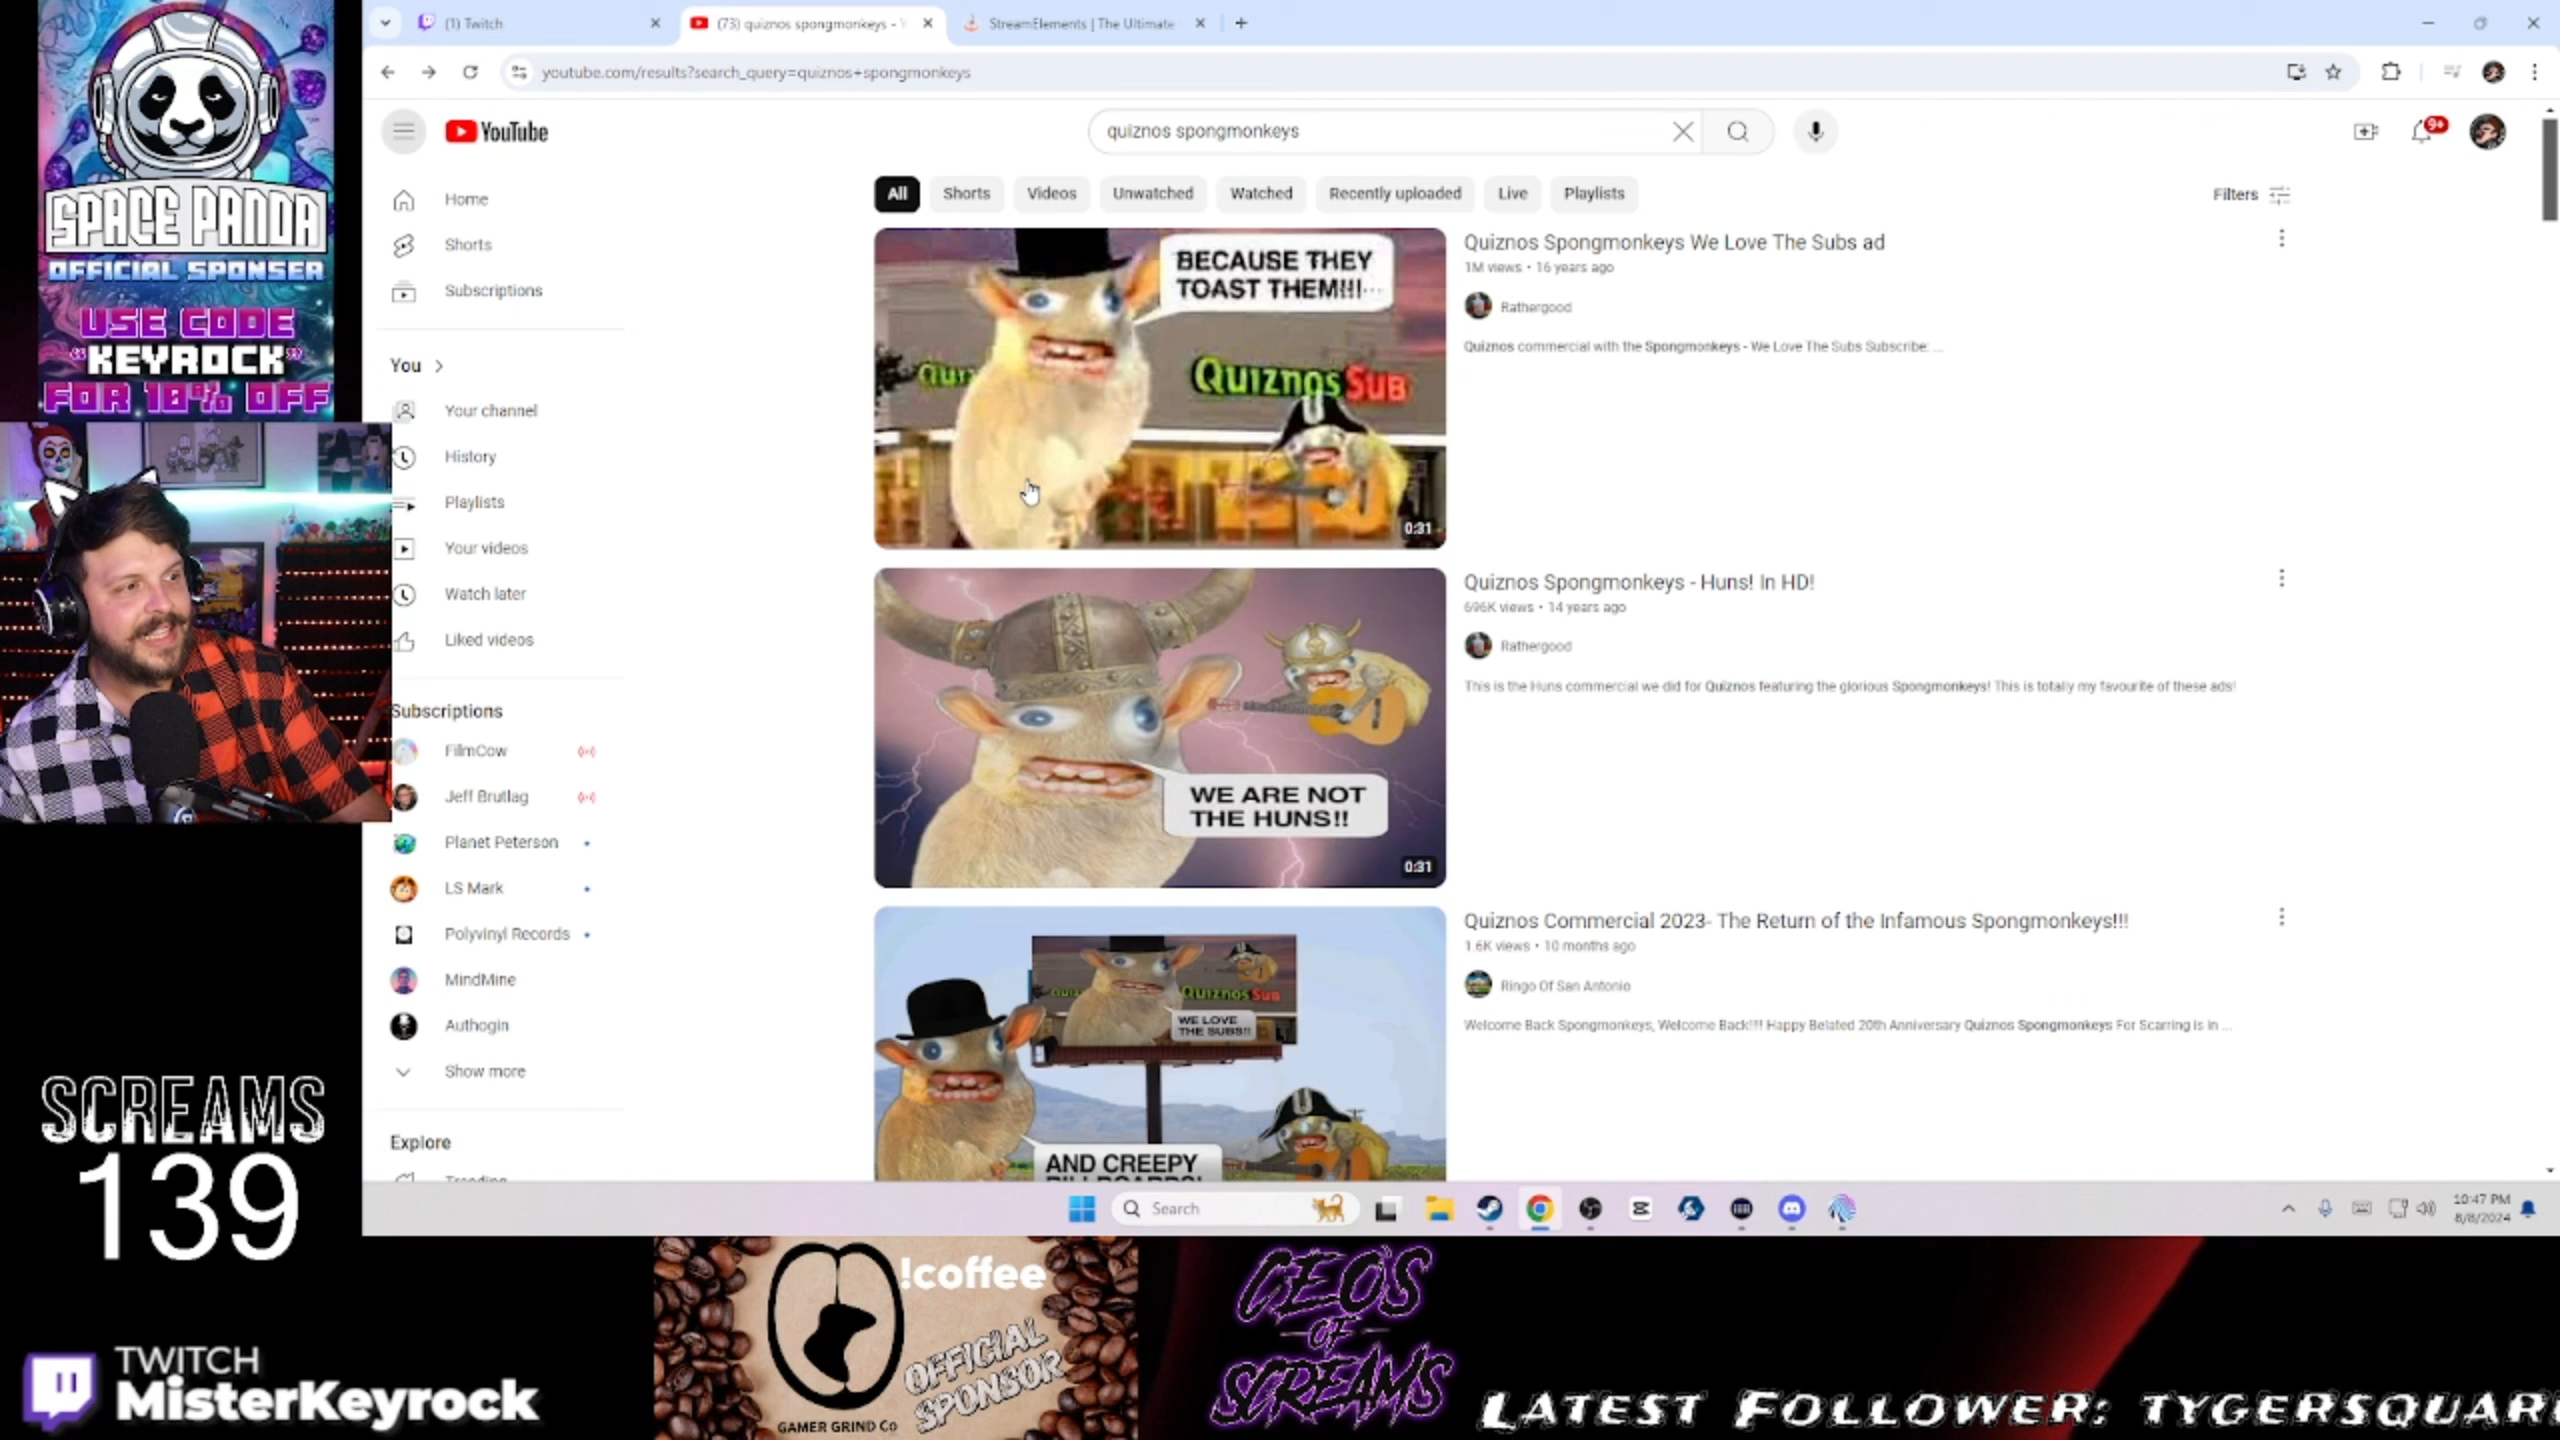 (1) Twitch
(73) quiznos spongmonkeys -
StreamElements | The Ultimate
youtube.com/results?search_query=quiznos+spongmonkeys
SPACE PANDA
OFFICIAL SPONSER
USE CODE
"KEYROCK"
FOR 10% OFF
YouTube
quiznos spongmonkeys
9+
All
Shorts
Videos
Unwatched
Watched
Recently uploaded
Live
Playlists
Filters
Home
Shorts
Subscriptions
You
Your channel
History
Playlists
Your videos
Watch later
Liked videos
Subscriptions
FilmCow
Jeff Brutlag
Planet Peterson
LS Mark
Polyvinyl Records
MindMine
Authogin
Show more
Explore
Trending
BECAUSE THEY
TOAST THEM!!!
Quiznos Sub
0:31
Quiznos Spongmonkeys We Love The Subs ad
1M views • 16 years ago
Rathergood
Quiznos commercial with the Spongmonkeys - We Love The Subs Subscribe: ...
WE ARE NOT
THE HUNS!!
0:31
Quiznos Spongmonkeys - Huns! In HD!
696K views • 14 years ago
Rathergood
This is the Huns commercial we did for Quiznos featuring the glorious Spongmonkeys! This is totally my favourite of these ads!
Quiznos Sub
WE LOVE
THE SUBS!!
AND CREEPY
BILLBOARDS!
Quiznos Commercial 2023- The Return of the Infamous Spongmonkeys!!!
1.6K views • 10 months ago
Ringo Of San Antonio
Welcome Back Spongmonkeys, Welcome Back!!!! Happy Belated 20th Anniversary Quiznos Spongmonkeys For Scarring is in ...
Search
10:47 PM
8/8/2024
SCREAMS
139
TWITCH
MisterKeyrock
!coffee
OFFICIAL
SPONSOR
GAMER GRIND CO
CEO'S
OF
SCREAMS
LATEST FOLLOWER: TYGERSQUAR